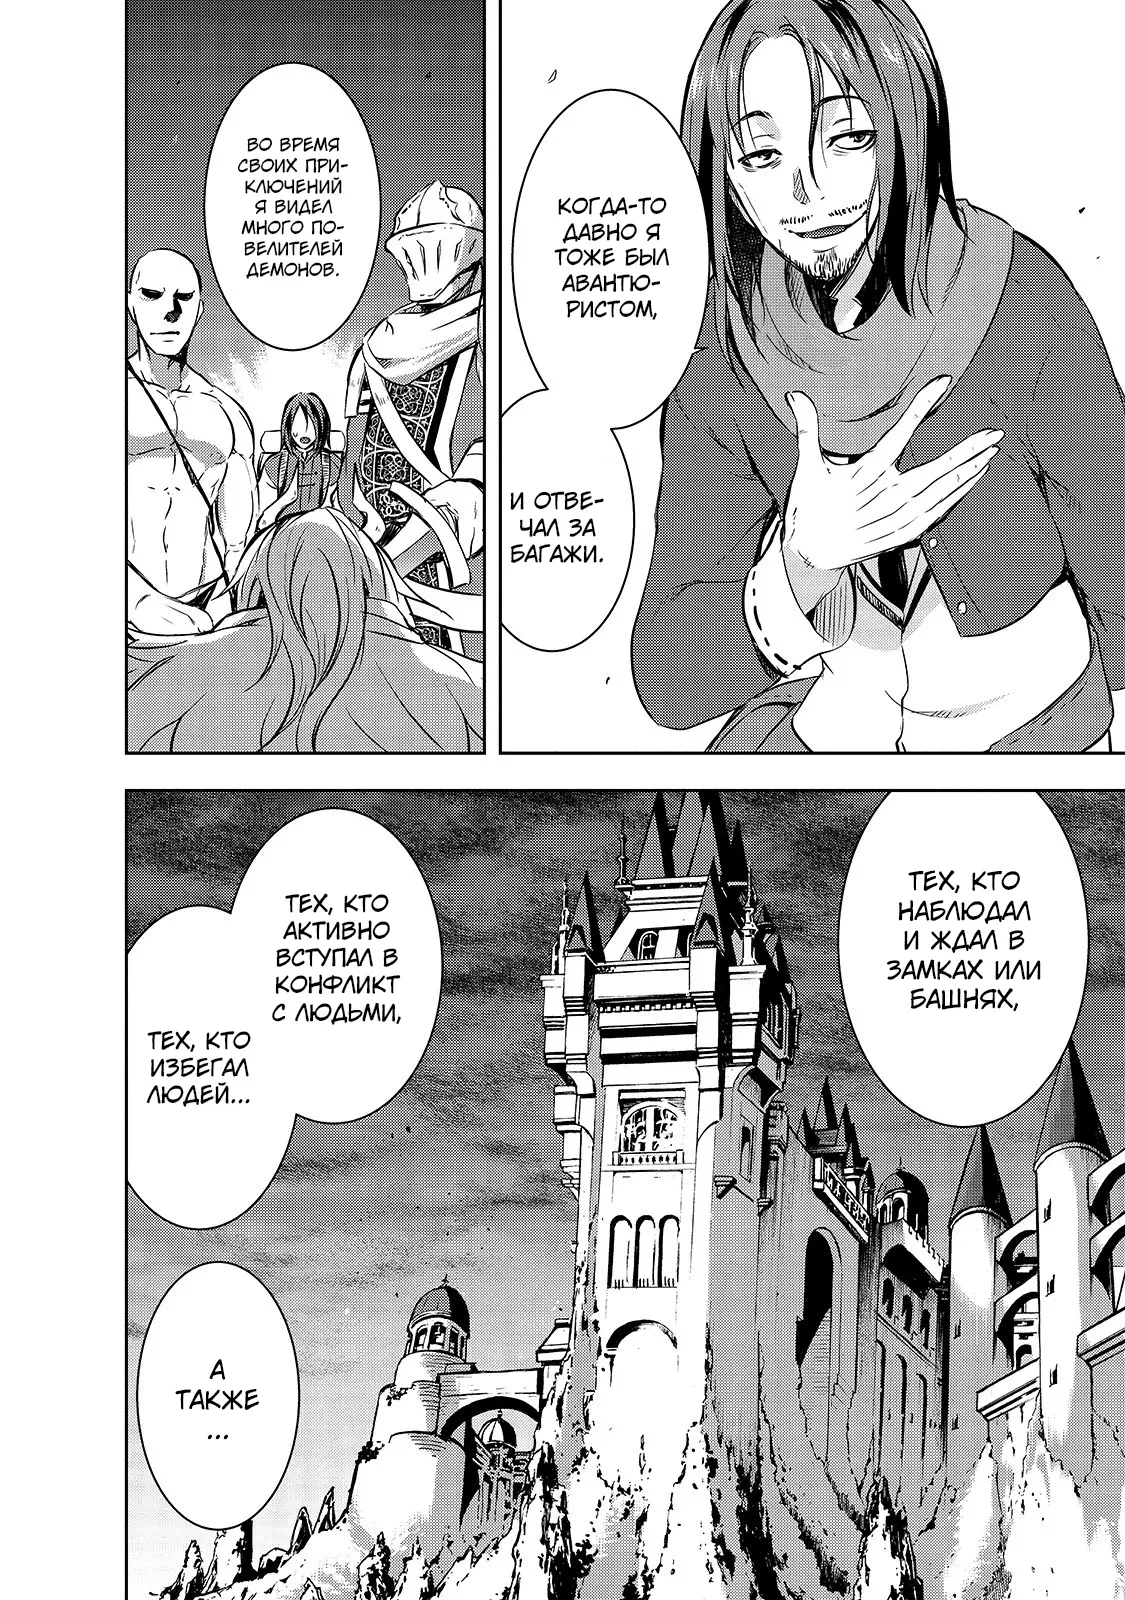 КОГДА-ТО
ДАВНО Я
ТОЖЕ БЫЛ
АВАНТЮ-
РИСТОМ,
И ОТВЕ-
ЧАЛ ЗА
БАГАЖИ.
ВО ВРЕМЯ
СВОИХ ПРИ-
КЛЮЧЕНИЙ
Я ВИДЕЛ
МНОГО ПО-
ВЕЛИТЕЛЕЙ
ДЕМОНОВ.
ТЕХ, КТО
НАБЛЮДАЛ
И ЖДАЛ В
ЗАМКАХ ИЛИ
БАШНЯХ,
ТЕХ, КТО
АКТИВНО
ВСТУПАЛ В
КОНФЛИКТ
С ЛЮДЬМИ,
ТЕХ, КТО
ИЗБЕГАЛ
ЛЮДЕЙ...
А
ТАКЖЕ
...